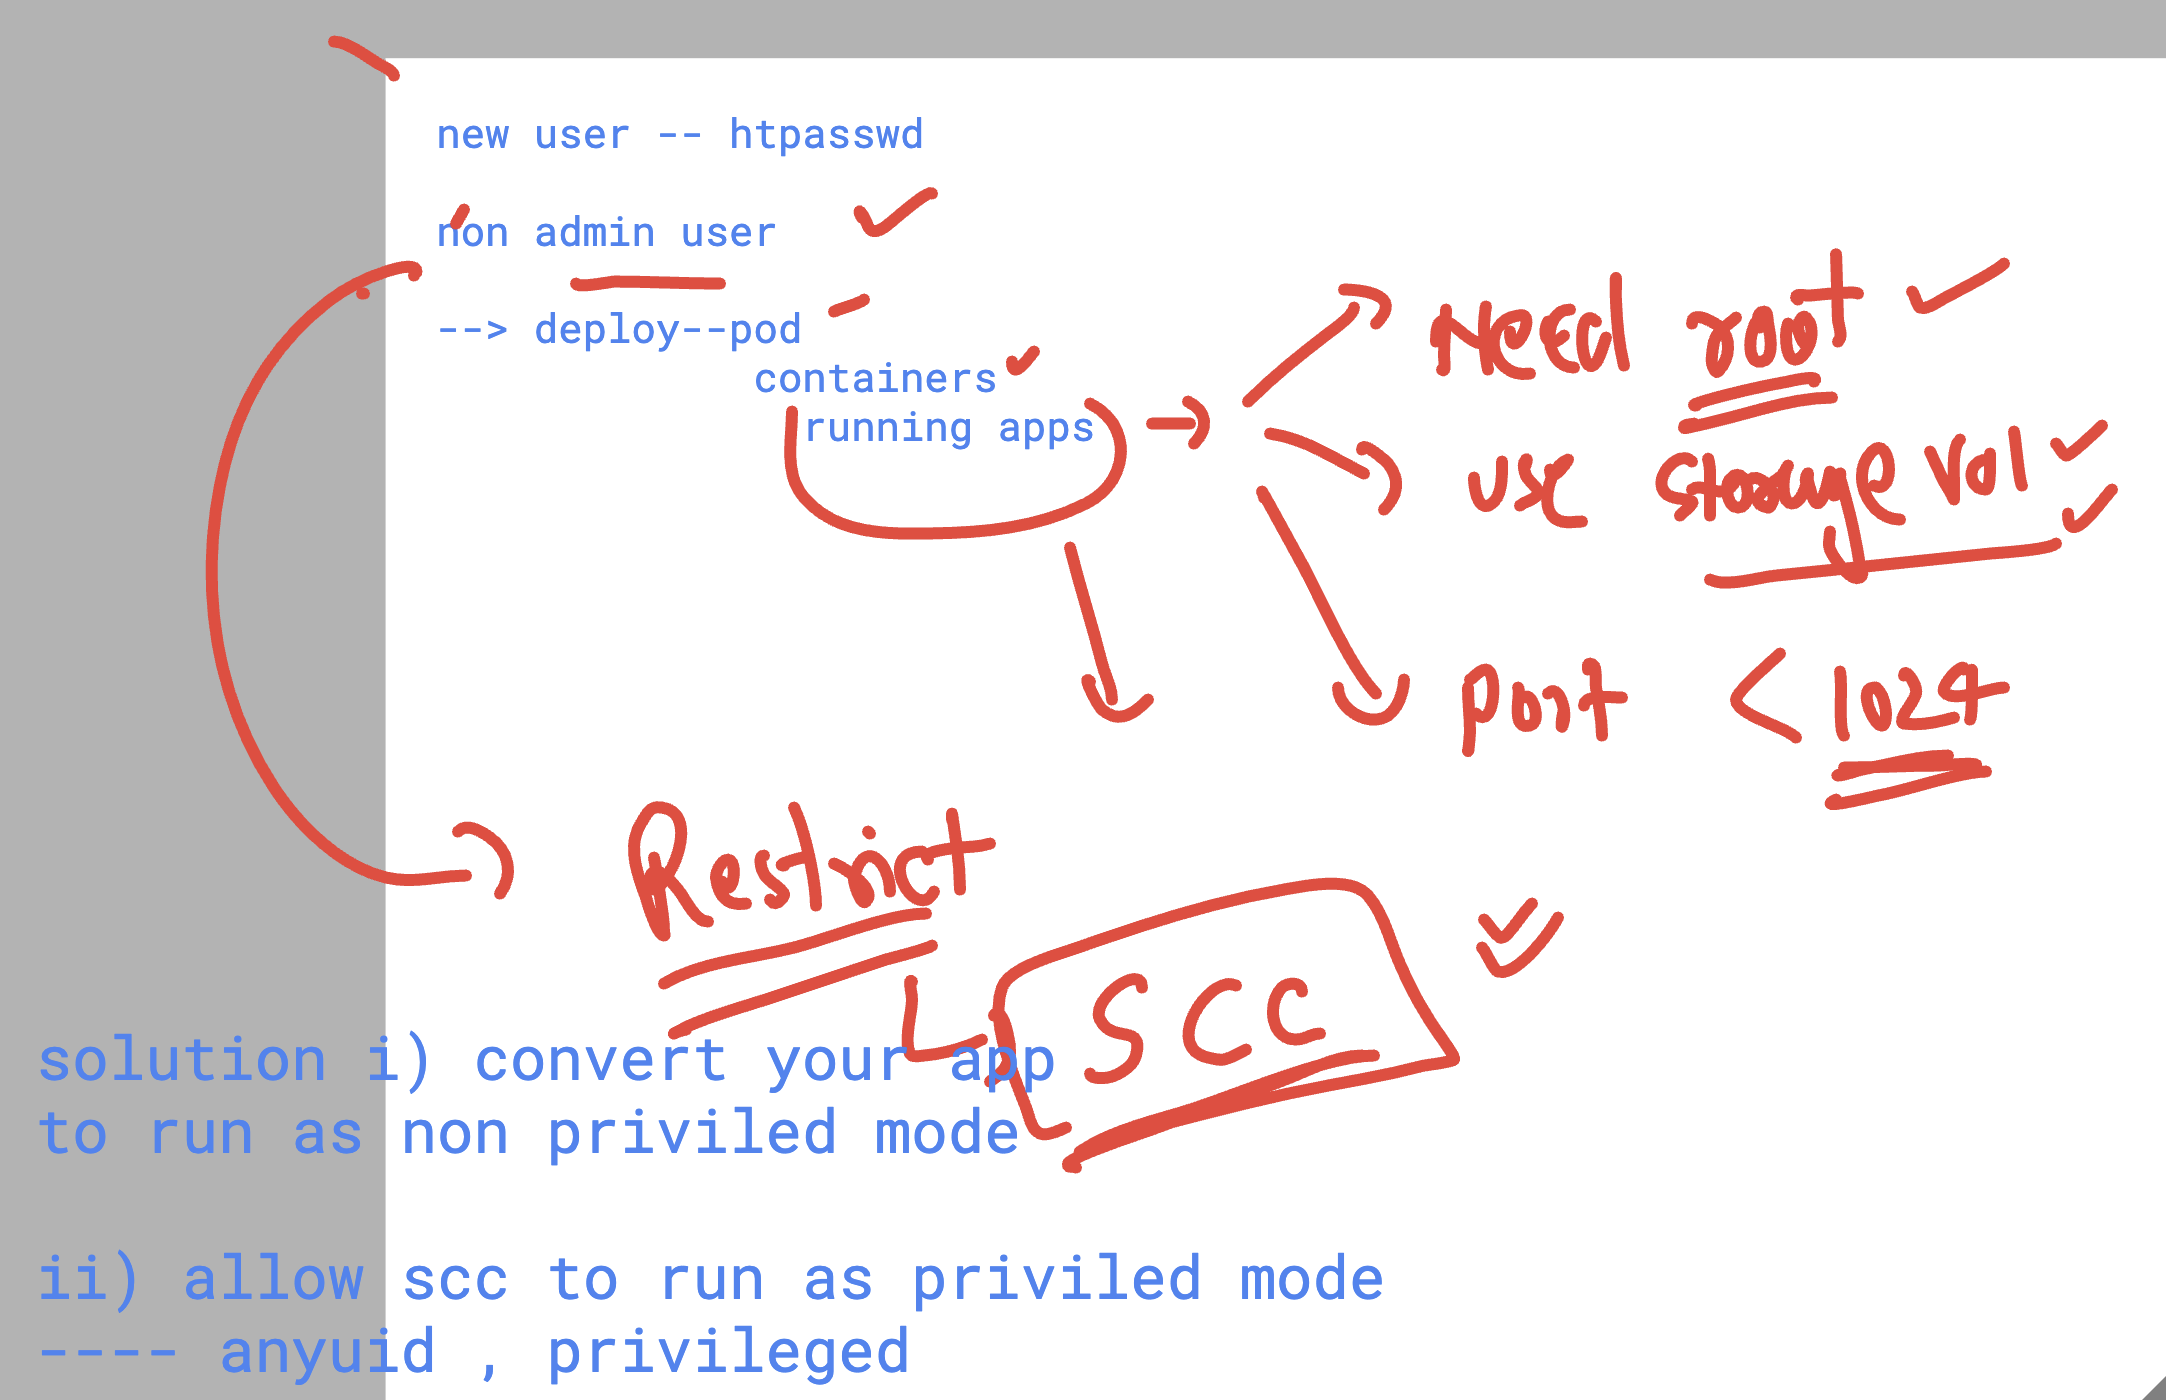 new user -- htpasswd
non admin user
--> deploy--pod
containers
running apps
Need root
use storage vol
port < 1024
Restrict
SCC
solution i) convert your app
to run as non priviled mode
ii) allow scc to run as priviled mode
---- anyuid , privileged